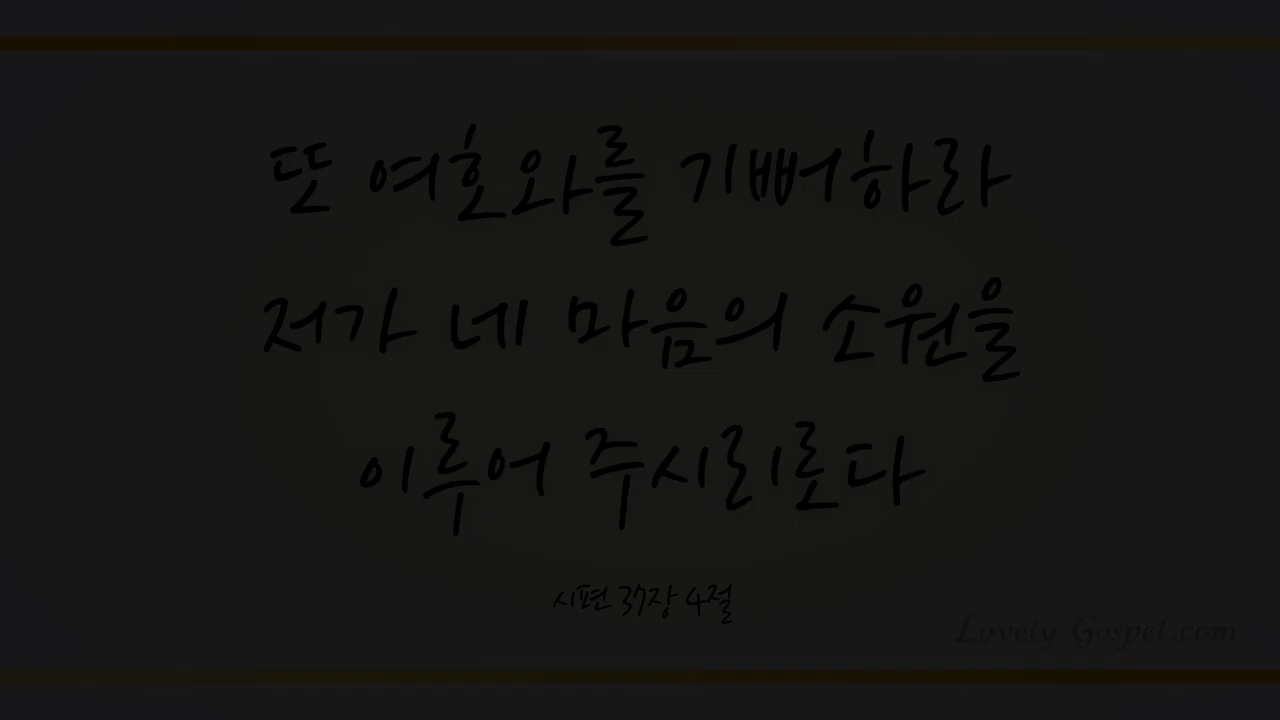 또 여호와를 기뻐하라
저가 네 마음의 소원을
이루어 주시리로다
시편 37장 4절
Lovely Gospel.com